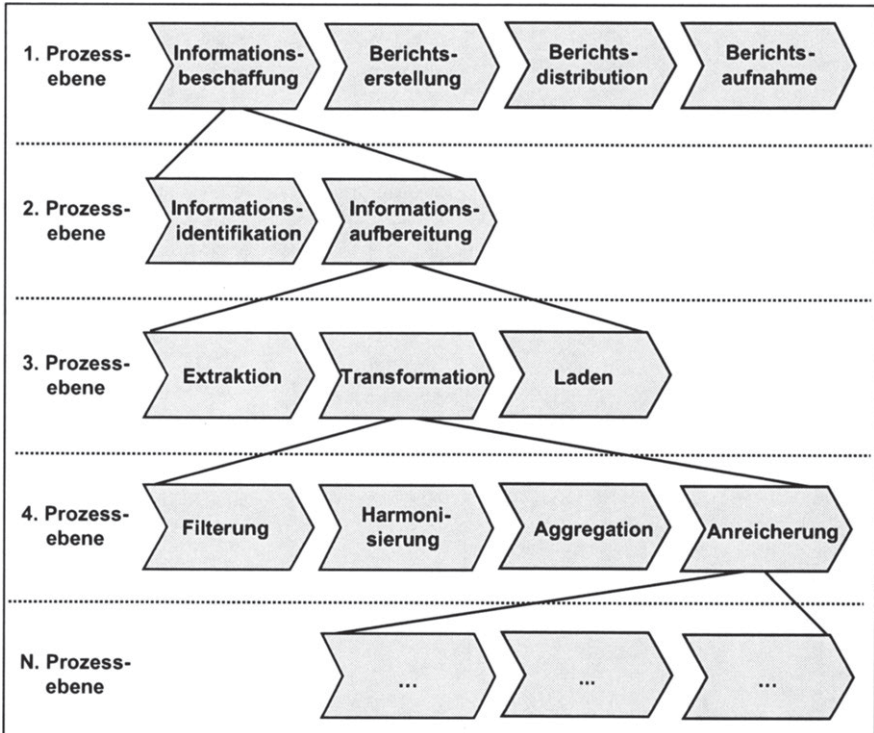 1. Prozess-
ebene
Informations-
beschaffung
Berichts-
erstellung
Berichts-
distribution
Berichts-
aufnahme
2. Prozess-
ebene
Informations-
identifikation
Informations-
aufbereitung
3. Prozess-
ebene
Extraktion
Transformation
Laden
4. Prozess-
ebene
Filterung
Harmoni-
sierung
Aggregation
Anreicherung
N. Prozess-
ebene
...
...
...